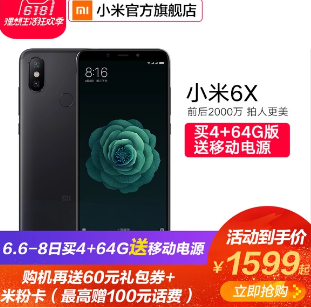 618
理想生活狂欢季
mi 小米官方旗舰店
8:16
小米6X
前后2000万 拍人更美
买4+64G版
送移动电源
mi
6.6-8日买4+64G送移动电源
购机再送60元礼包券+
米粉卡（最高赠100元话费）
活动到手价
¥1599起
立即抢购